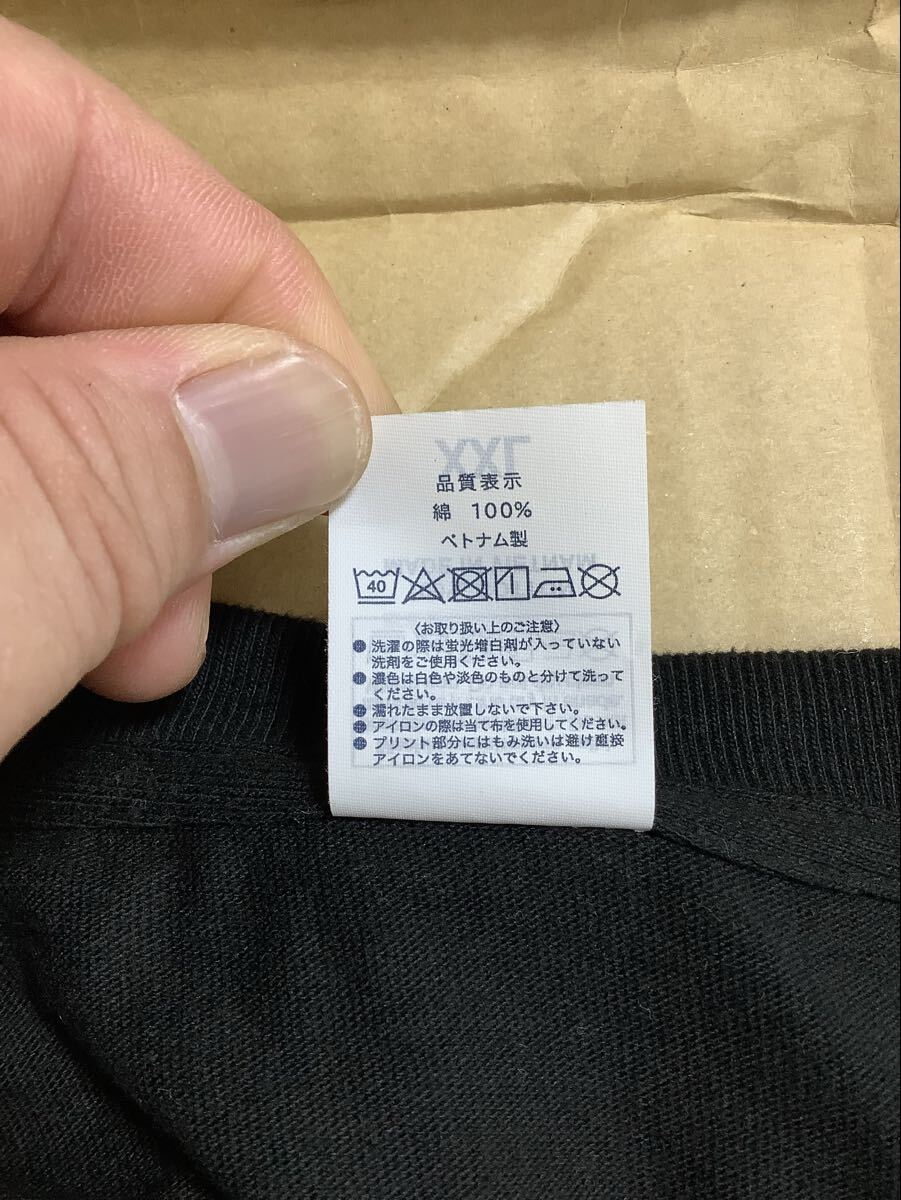 XXL
品質表示
綿 100%
ベトナム製
MADE IN VIETNAM
40
〈お取り扱い上のご注意〉
● 洗濯の際は蛍光増白剤が入っていない
洗剤をご使用ください。
● 濃色は白色や淡色のものと分けて洗って
ください。
● 濡れたまま放置しないで下さい。
● アイロンの際は当て布を使用してください。
● プリント部分にはもみ洗いは避け直接
アイロンをあてないでください。